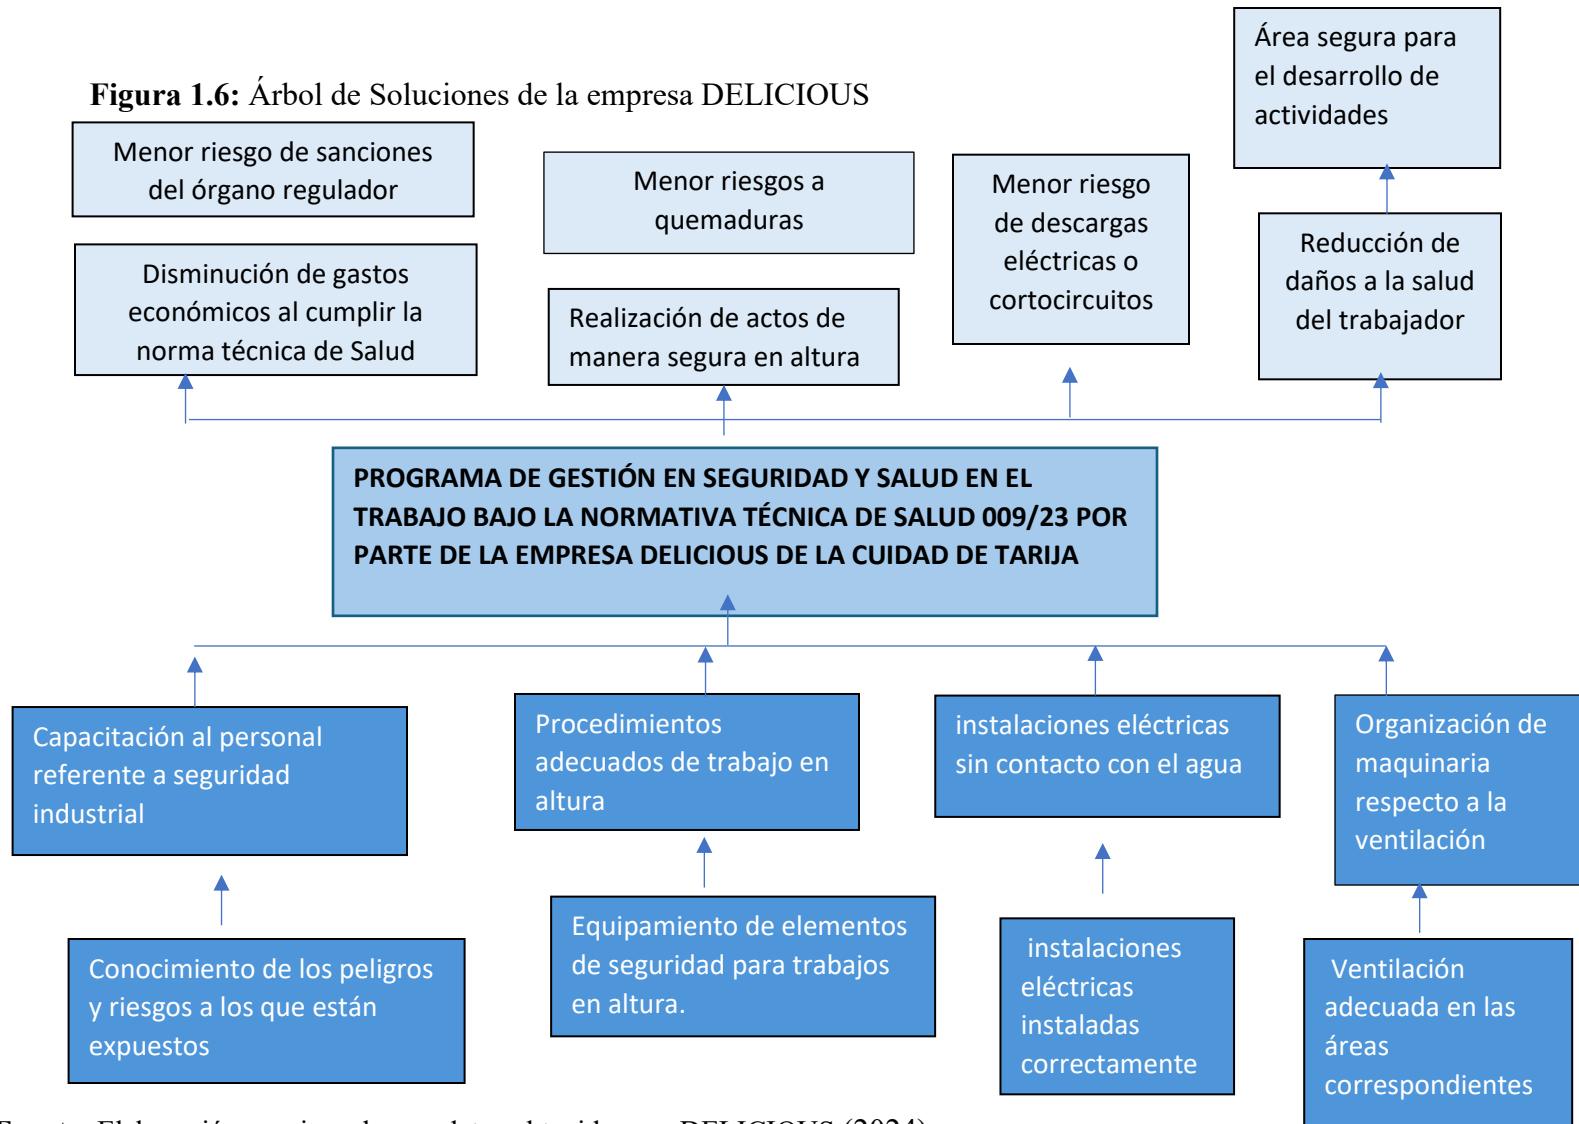 Figura 1.6: Árbol de Soluciones de la empresa DELICIOUS
Área segura para
el desarrollo de
actividades
Menor riesgo de sanciones
del órgano regulador
Menor riesgos a
quemaduras
Menor riesgo
de descargas
eléctricas o
cortocircuitos
Reducción de
daños a la salud
del trabajador
Disminución de gastos
económicos al cumplir la
norma técnica de Salud
Realización de actos de
manera segura en altura
PROGRAMA DE GESTIÓN EN SEGURIDAD Y SALUD EN EL
TRABAJO BAJO LA NORMATIVA TÉCNICA DE SALUD 009/23 POR
PARTE DE LA EMPRESA DELICIOUS DE LA CUIDAD DE TARIJA
Capacitación al personal
referente a seguridad
industrial
Procedimientos
adecuados de trabajo en
altura
instalaciones eléctricas
sin contacto con el agua
Organización de
maquinaria
respecto a la
ventilación
Conocimiento de los peligros
y riesgos a los que están
expuestos
Equipamiento de elementos
de seguridad para trabajos
en altura.
instalaciones
eléctricas
instaladas
correctamente
Ventilación
adecuada en las
áreas
correspondientes
DELICIOUS (2024)